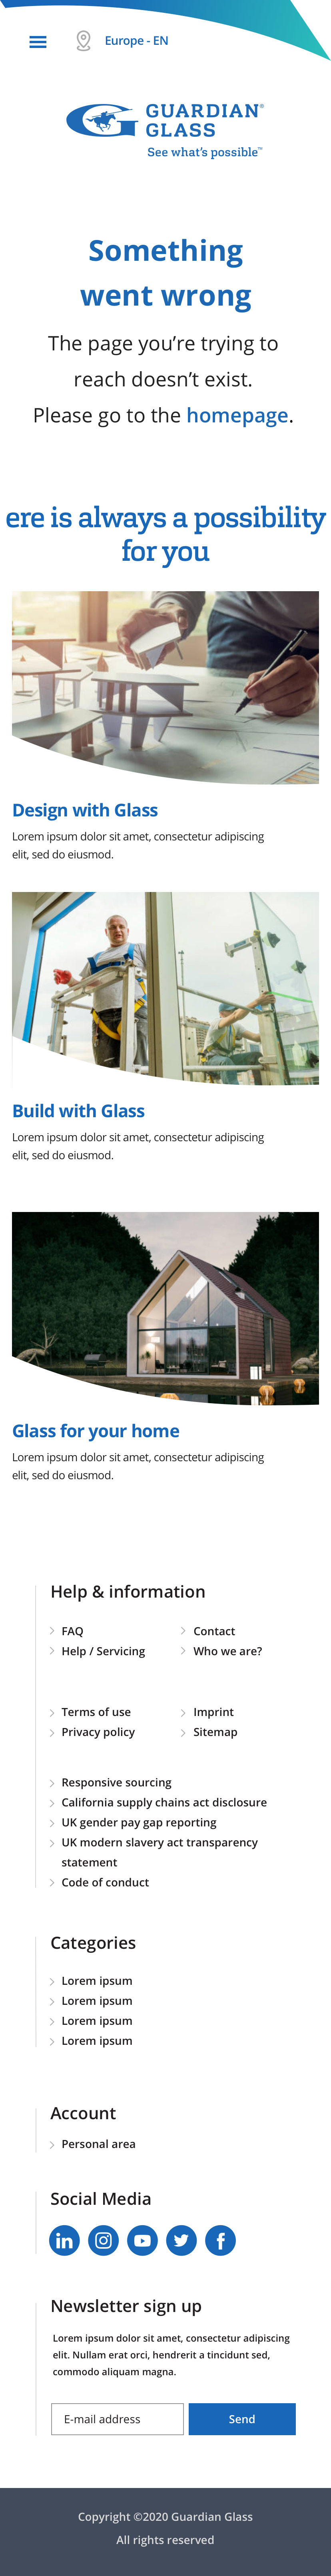 Europe - EN
GUARDIAN®
GLASS
See what's possible™
Something
went wrong
The page you're trying to
reach doesn't exist.
Please go to the homepage.
ere is always a possibility
for you
Design with Glass
Lorem ipsum dolor sit amet, consectetur adipiscing
elit, sed do eiusmod.
Build with Glass
Lorem ipsum dolor sit amet, consectetur adipiscing
elit, sed do eiusmod.
Glass for your home
Lorem ipsum dolor sit amet, consectetur adipiscing
elit, sed do eiusmod.
Help & information
FAQ
Contact
Help / Servicing
Who we are?
Terms of use
Imprint
Privacy policy
Sitemap
Responsive sourcing
California supply chains act disclosure
UK gender pay gap reporting
UK modern slavery act transparency
statement
Code of conduct
Categories
Lorem ipsum
Lorem ipsum
Lorem ipsum
Lorem ipsum
Account
Personal area
Social Media
Newsletter sign up
Lorem ipsum dolor sit amet, consectetur adipiscing
elit. Nullam erat orci, hendrerit a tincidunt sed,
commodo aliquam magna.
E-mail address
Send
Copyright ©2020 Guardian Glass
All rights reserved